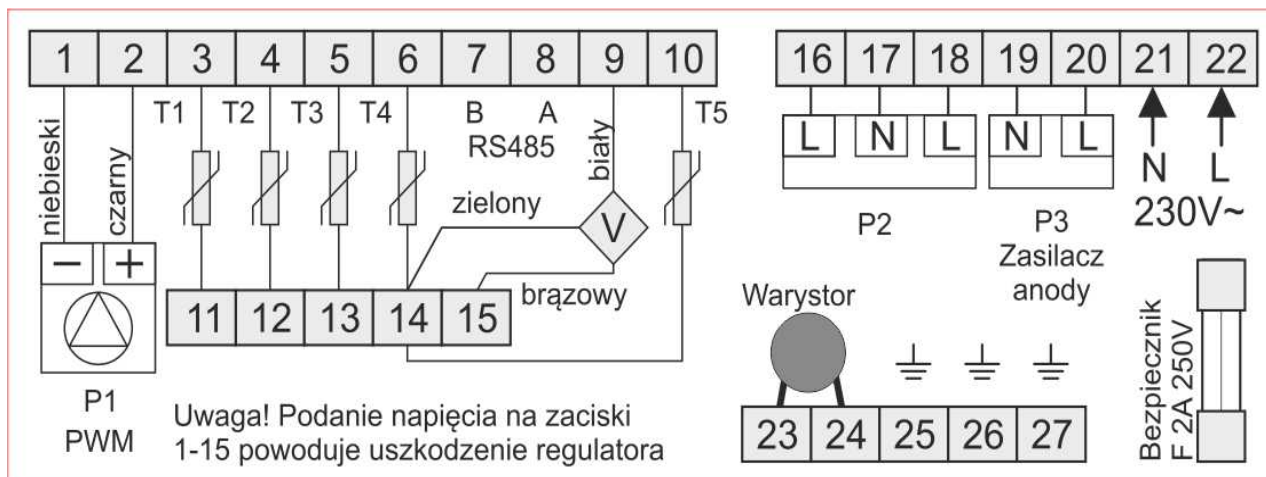 1 2 3 4 5 6 7 8 9 10
16 17 18 19 20 21 22
T1 T2 T3 T4 B A T5
RS485
niebieski
czarny
biały
zielony
V
brązowy
− +
11 12 13 14 15
P1
PWM
Uwaga! Podanie napięcia na zaciski
1-15 powoduje uszkodzenie regulatora
L N L N L
N L
230V~
P2
P3
Zasilacz
anody
Warystor
23 24 25 26 27
Bezpiecznik
F 2A 250V